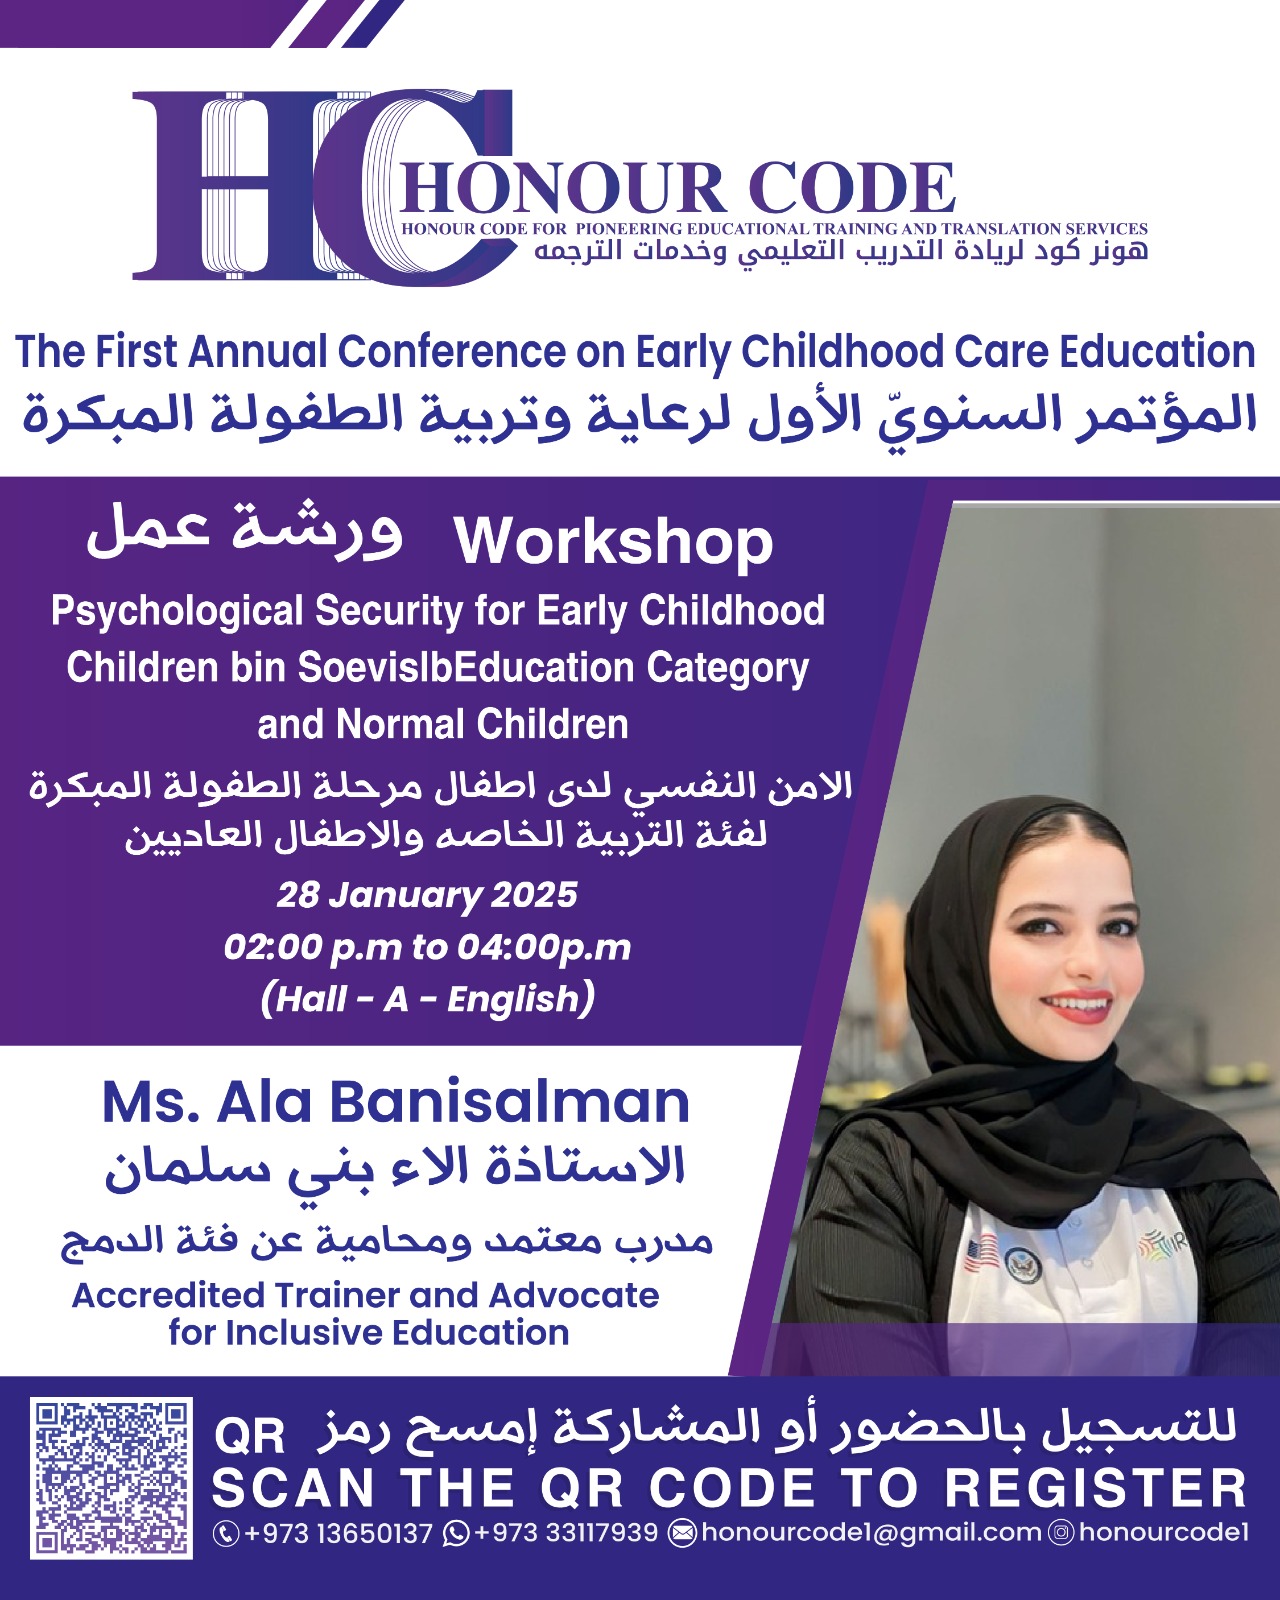 HC
HONOUR CODE
HONOUR CODE FOR PIONEERING EDUCATIONAL TRAINING AND TRANSLATION SERVICES
هونر كود لريادة التدريب التعليمي وخدمات الترجمه
The First Annual Conference on Early Childhood Care Education
المؤتمر السنويّ الأول لرعاية وتربية الطفولة المبكرة
Workshop ورشة عمل
Psychological Security for Early Childhood
Children bin SoevislbEducation Category
and Normal Children
الامن النفسي لدى اطفال مرحلة الطفولة المبكرة
لفئة التربية الخاصه والاطفال العاديين
28 January 2025
02:00 p.m to 04:00p.m
(Hall - A - English)
Ms. Ala Banisalman
الاستاذة الاء بني سلمان
مدرب معتمد ومحامية عن فئة الدمج
Accredited Trainer and Advocate
for Inclusive Education
للتسجيل بالحضور أو المشاركة إمسح رمز QR
SCAN THE QR CODE TO REGISTER
+973 13650137 +973 33117939 honourcode1@gmail.com honourcode1